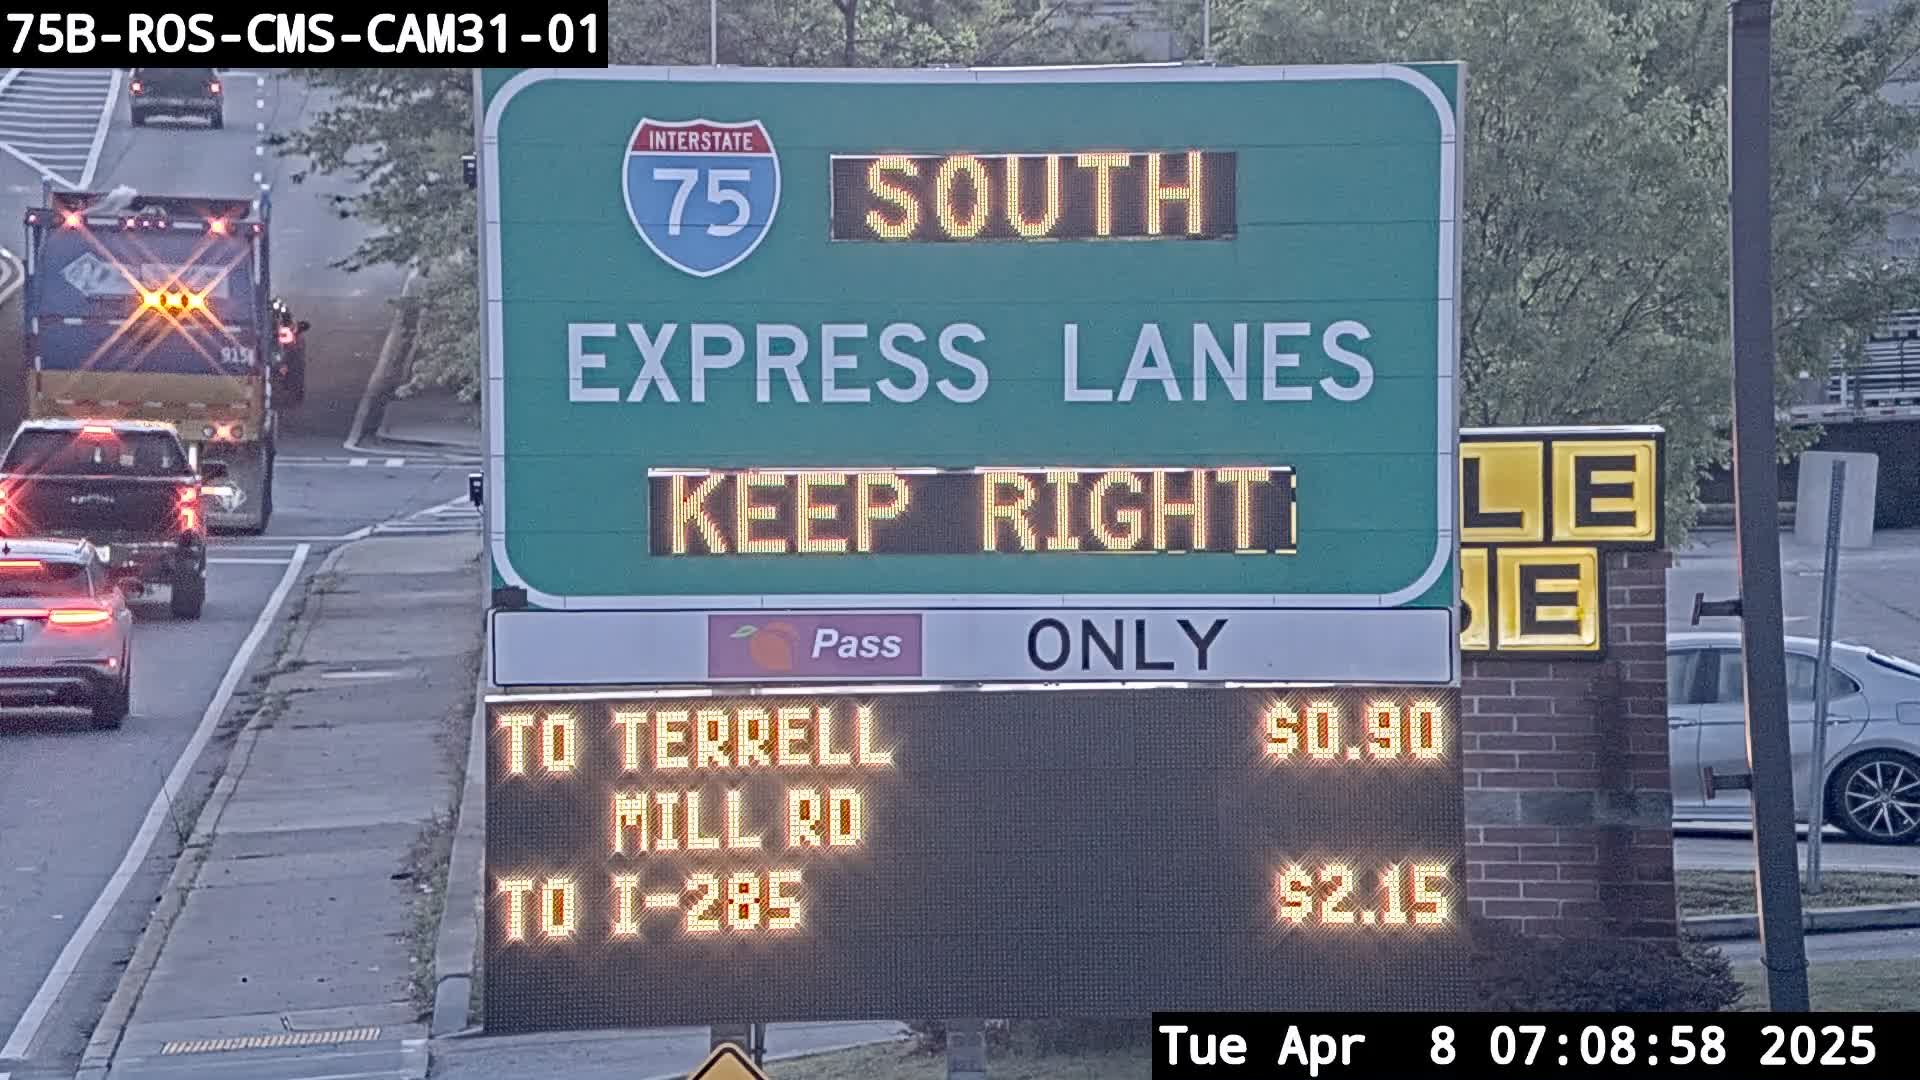 75B-ROS-CMS-CAM31-01
INTERSTATE
75
SOUTH
EXPRESS LANES
KEEP RIGHT
Pass
ONLY
TO TERRELL $0.90
MILL RD
TO I-285 $2.15
LE
E
Tue Apr 8 07:08:58 2025